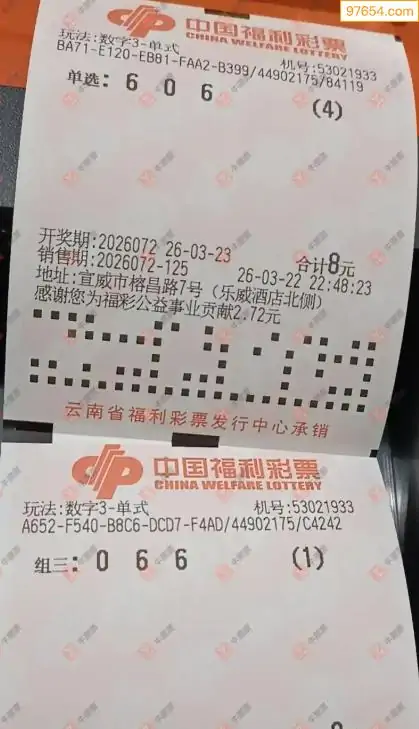 97654.com
中国福利彩票
CHINA WELFARE LOTTERY
玩法:数字3-单式 机号:53021933
BA71-E120-EB81-FAA2-B399/44902175/84119
单选: 6 0 6 (4)
开奖期:2026072 26-03-23
销售期:2026072-125 合计8元
26-03-22 22:48:23
地址:宣威市榕昌路7号(乐威酒店北侧)
感谢您为福彩公益事业贡献2.72元
云南省福利彩票发行中心承销
中国福利彩票
CHINA WELFARE LOTTERY
玩法:数字3-单式 机号:53021933
A652-F540-B8C6-DCD7-F4AD/44902175/C4242
组三: 0 6 6 (1)